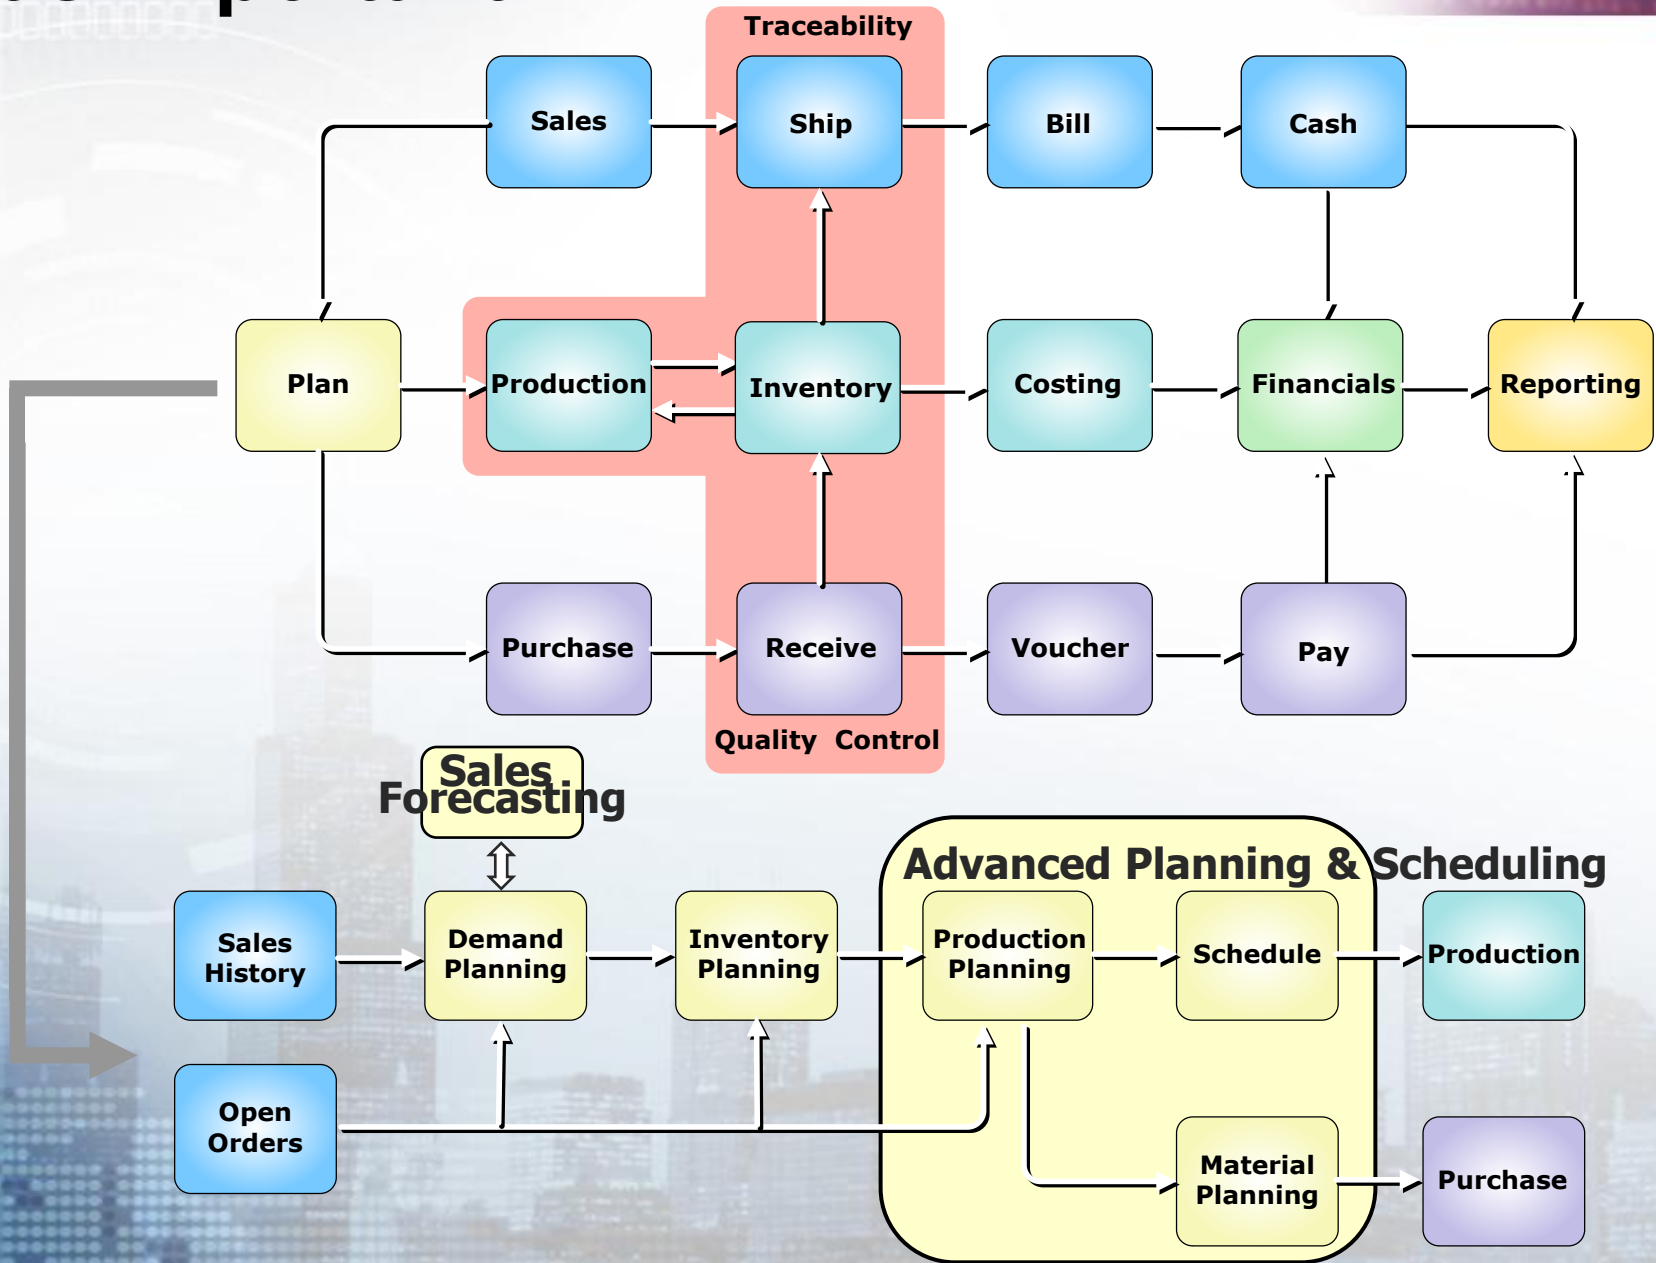 Traceability
Sales
Ship
Bill
Cash
Plan
Production
Inventory
Costing
Financials
Reporting
Purchase
Receive
Voucher
Pay
Quality Control
Sales
Forecasting
Advanced Planning & Scheduling
Sales
History
Demand
Planning
Inventory
Planning
Production
Planning
Schedule
Production
Open
Orders
Material
Planning
Purchase